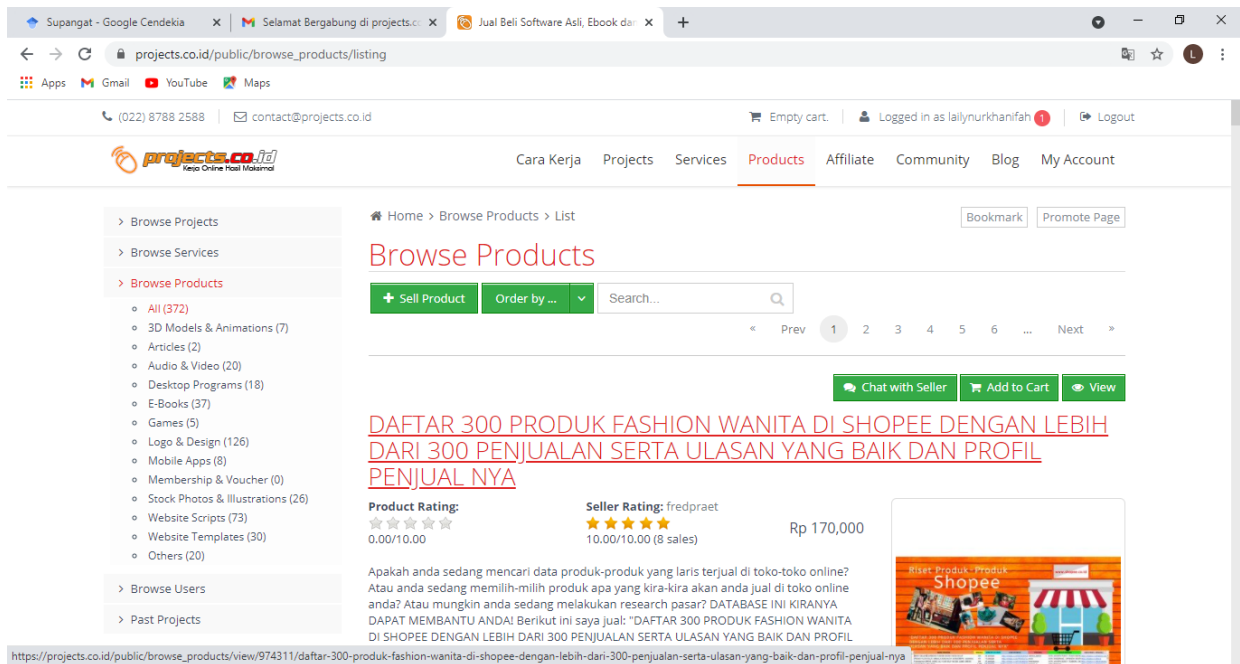 Supangat - Google Cendekia
Selamat Bergabung di projects.co
Jual Beli Software Asli, Ebook dan
projects.co.id/public/browse_products/listing
L
Apps
Gmail
YouTube
Maps
(022) 8788 2588
contact@projects.co.id
Empty cart.
Logged in as lailynurkhanifah 1
Logout
projects.co.id
Kerja Online Hasil Maksimal
Cara Kerja
Projects
Services
Products
Affiliate
Community
Blog
My Account
> Browse Projects
> Browse Services
> Browse Products
All (372)
3D Models & Animations (7)
Articles (2)
Audio & Video (20)
Desktop Programs (18)
E-Books (37)
Games (5)
Logo & Design (126)
Mobile Apps (8)
Membership & Voucher (0)
Stock Photos & Illustrations (26)
Website Scripts (73)
Website Templates (30)
Others (20)
> Browse Users
> Past Projects
Home > Browse Products > List
Bookmark
Promote Page
Browse Products
Sell Product
Order by ...
Search...
« Prev 1 2 3 4 5 6 ... Next »
Chat with Seller
Add to Cart
View
DAFTAR 300 PRODUK FASHION WANITA DI SHOPEE DENGAN LEBIH
DARI 300 PENJUALAN SERTA ULASAN YANG BAIK DAN PROFIL
PENJUAL NYA
Product Rating:
0.00/10.00
Seller Rating: fredpraet
10.00/10.00 (8 sales)
Rp 170,000
Apakah anda sedang mencari data produk-produk yang laris terjual di toko-toko online?
Atau anda sedang memilih-milih produk apa yang kira-kira akan anda jual di toko online
anda? Atau mungkin anda sedang melakukan research pasar? DATABASE INI KIRANYA
DAPAT MEMBANTU ANDA! Berikut ini saya jual: "DAFTAR 300 PRODUK FASHION WANITA
DI SHOPEE DENGAN LEBIH DARI 300 PENJUALAN SERTA ULASAN YANG BAIK DAN PROFIL
Riset Produk - Produk
Shopee
https://projects.co.id/public/browse_products/view/974311/daftar-300-produk-fashion-wanita-di-shopee-dengan-lebih-dari-300-penjualan-serta-ulasan-yang-baik-dan-profil-penjual-nya